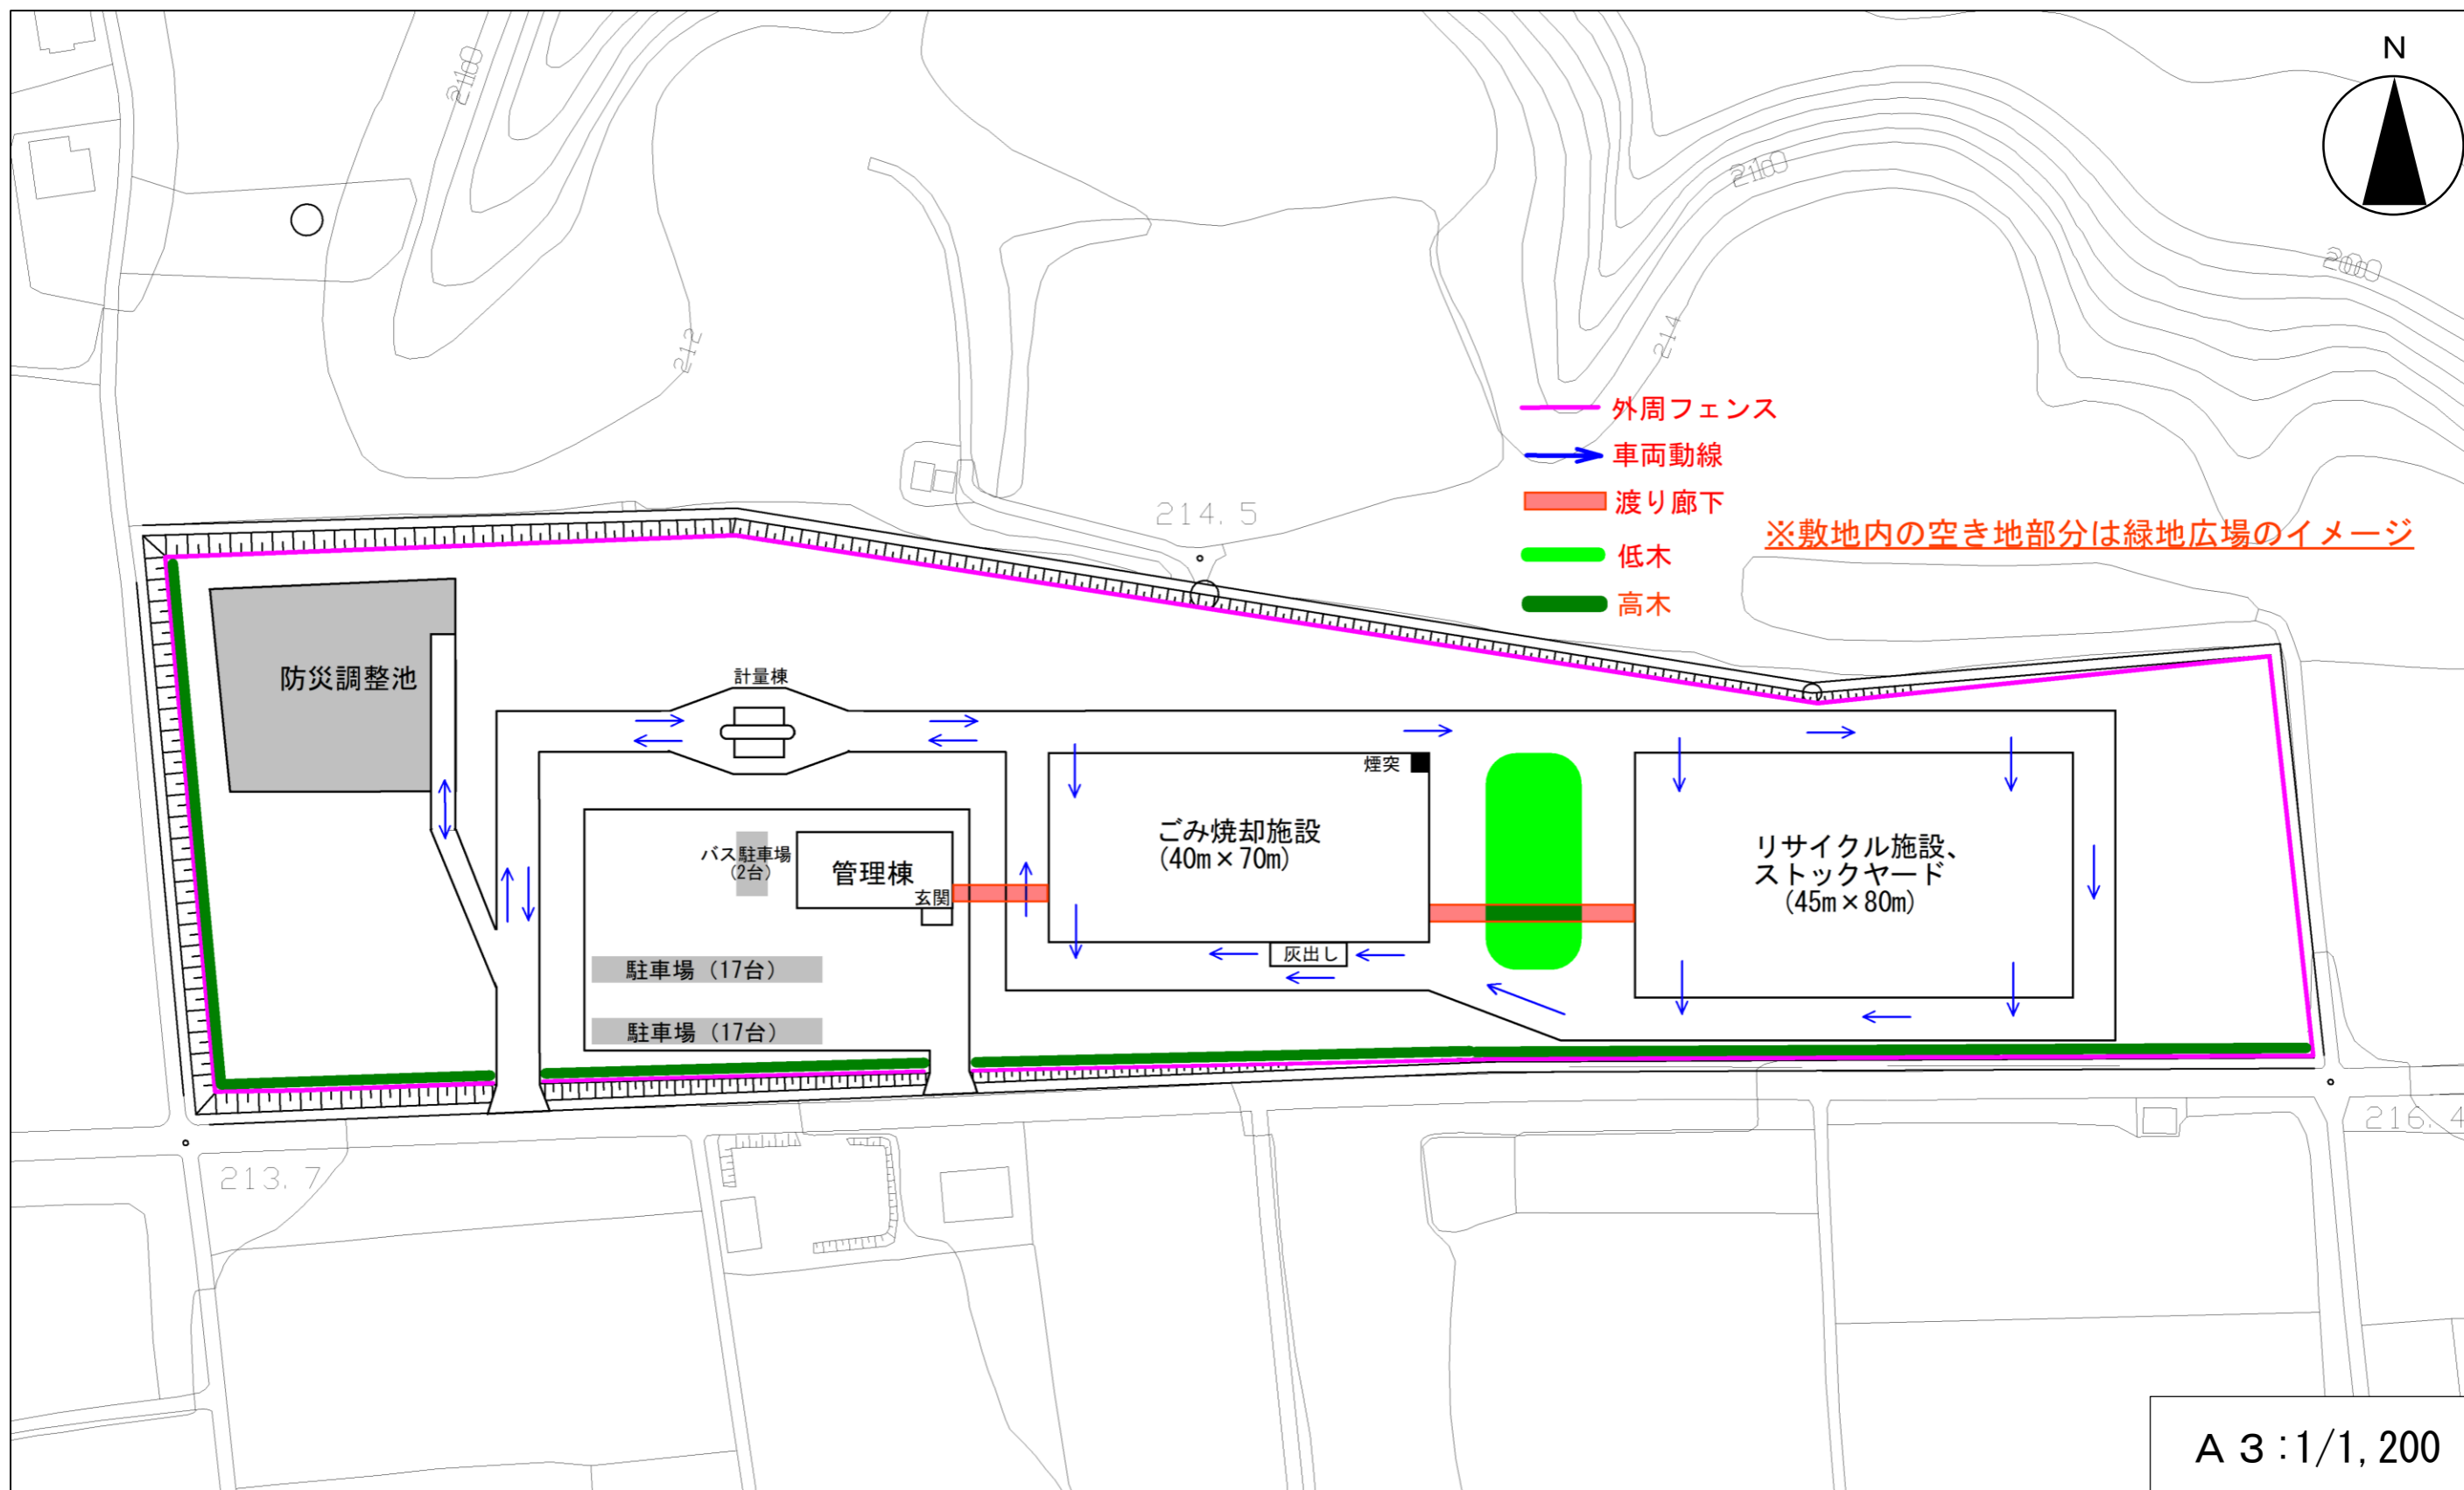 N
210
210
200
212
214
外周フェンス
車両動線
渡り廊下
低木
高木
※敷地内の空き地部分は緑地広場のイメージ
214.5
防災調整池
計量棟
煙突
ごみ焼却施設
(40m×70m)
リサイクル施設、
ストックヤード
(45m×80m)
バス駐車場
(2台)
管理棟
玄関
灰出し
駐車場（17台）
駐車場（17台）
213.7
216.4
Ａ３:1/1,200